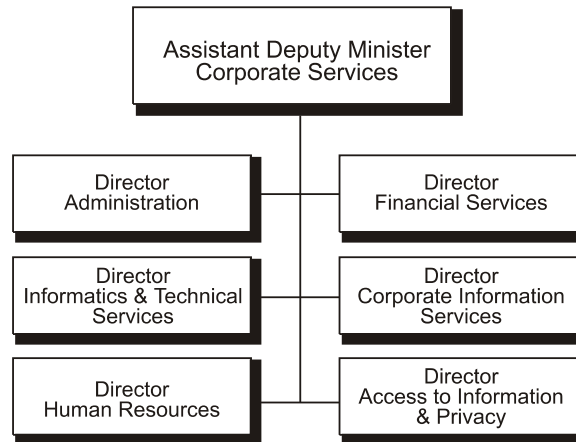 Assistant Deputy Minister
Corporate Services
Director
Administration
Director
Financial Services
Director
Informatics & Technical
Services
Director
Corporate Information
Services
Director
Human Resources
Director
Access to Information
& Privacy